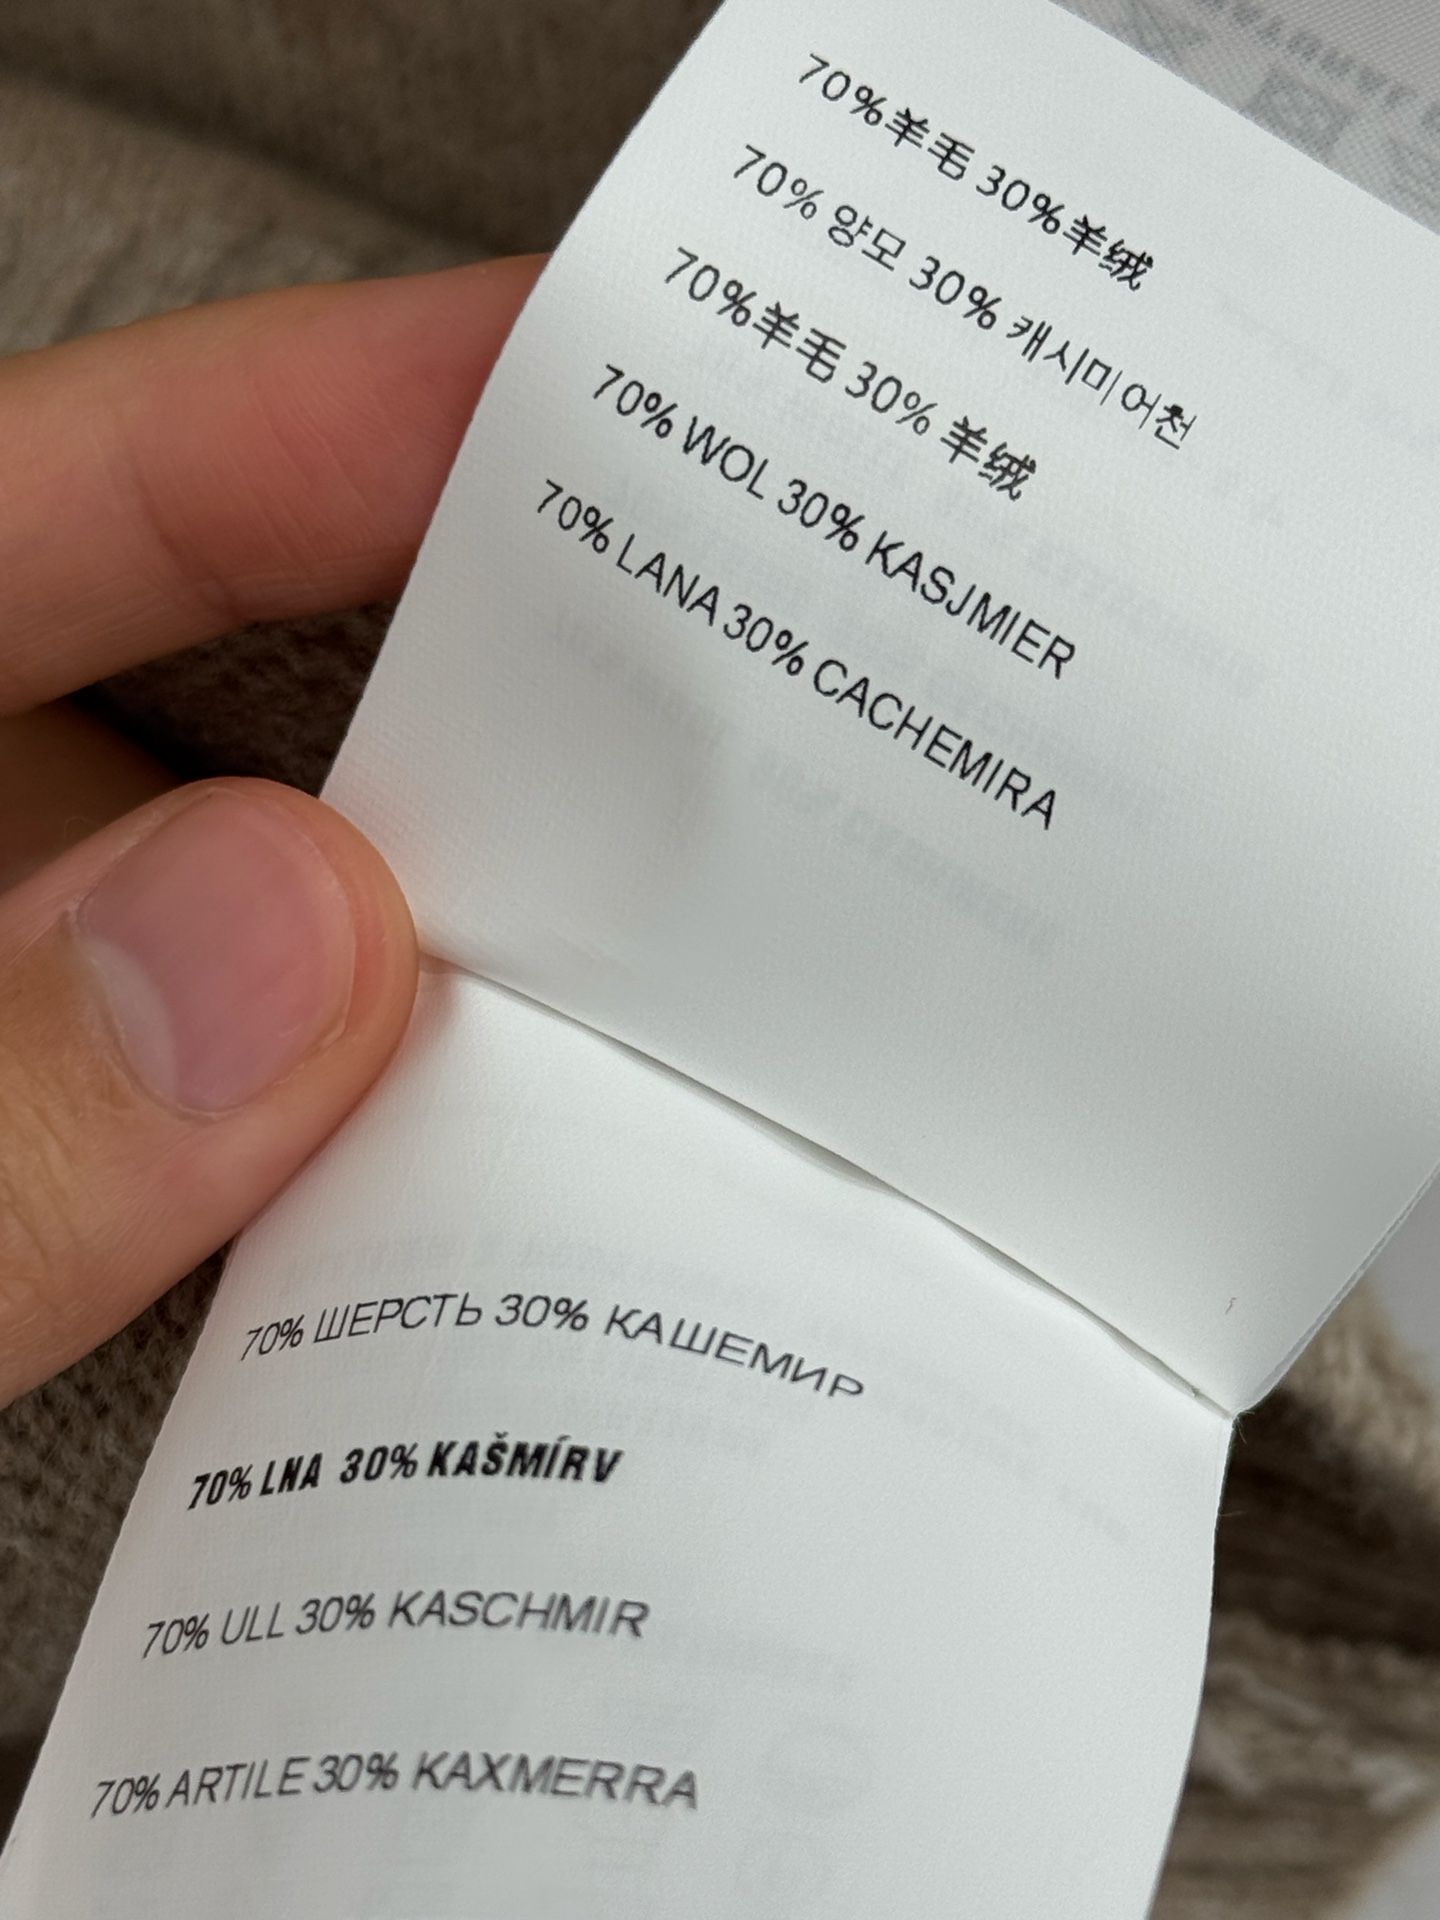 70%羊毛 30%羊绒
70% 양모 30% 캐시미어천
70%羊毛 30% 羊绒
70% WOL 30% KASJMIER
70% LANA 30% CACHEMIRA
70% ШЕРСТЬ 30% КАШЕМИР
70% LNA 30% KAŠMÍRV
70% ULL 30% KASCHMIR
70% ARTILE 30% KAXMERRA